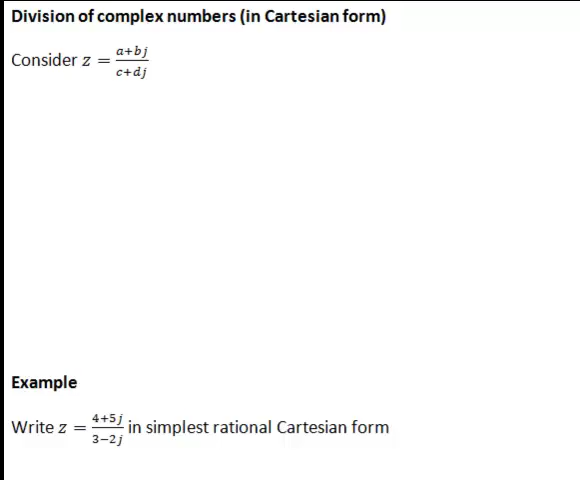 Division of complex numbers (in Cartesian form)
Consider z = (a+bj)/(c+dj)
Example
Write z = (4+5j)/(3−2j) in simplest rational Cartesian form